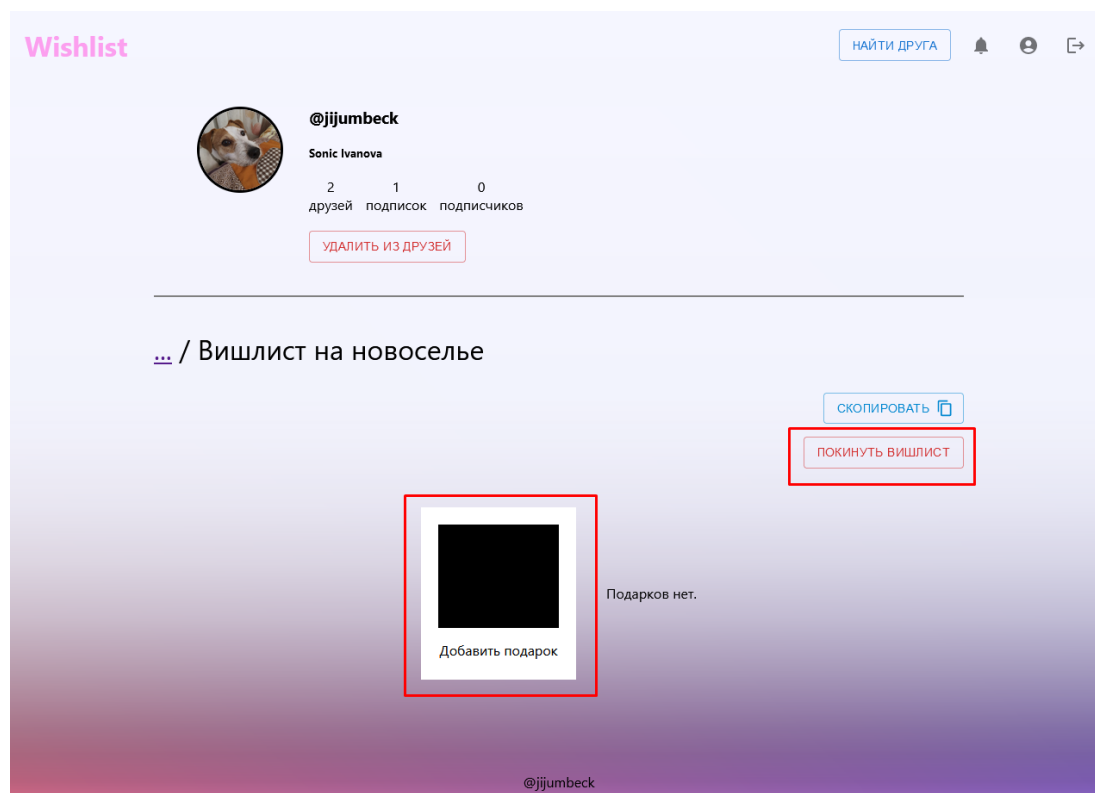 Wishlist
НАЙТИ ДРУГА
@jijumbeck
Sonic Ivanova
2 1 0
друзей подписок подписчиков
УДАЛИТЬ ИЗ ДРУЗЕЙ
... / Вишлист на новоселье
СКОПИРОВАТЬ
ПОКИНУТЬ ВИШЛИСТ
Подарков нет.
Добавить подарок
@jijumbeck